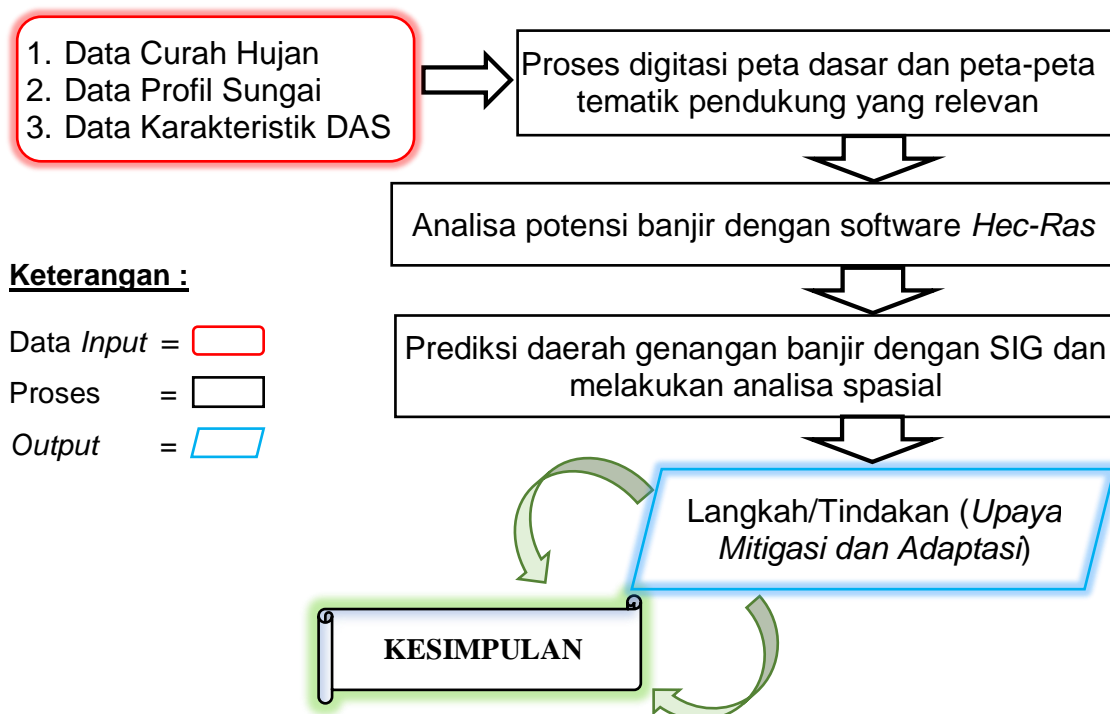 1. Data Curah Hujan
2. Data Profil Sungai
3. Data Karakteristik DAS
Proses digitasi peta dasar dan peta-peta
tematik pendukung yang relevan
Analisa potensi banjir dengan software Hec-Ras
Prediksi daerah genangan banjir dengan SIG dan
melakukan analisa spasial
Langkah/Tindakan (Upaya
Mitigasi dan Adaptasi)
KESIMPULAN
Keterangan :
Data Input =
Proses =
Output =